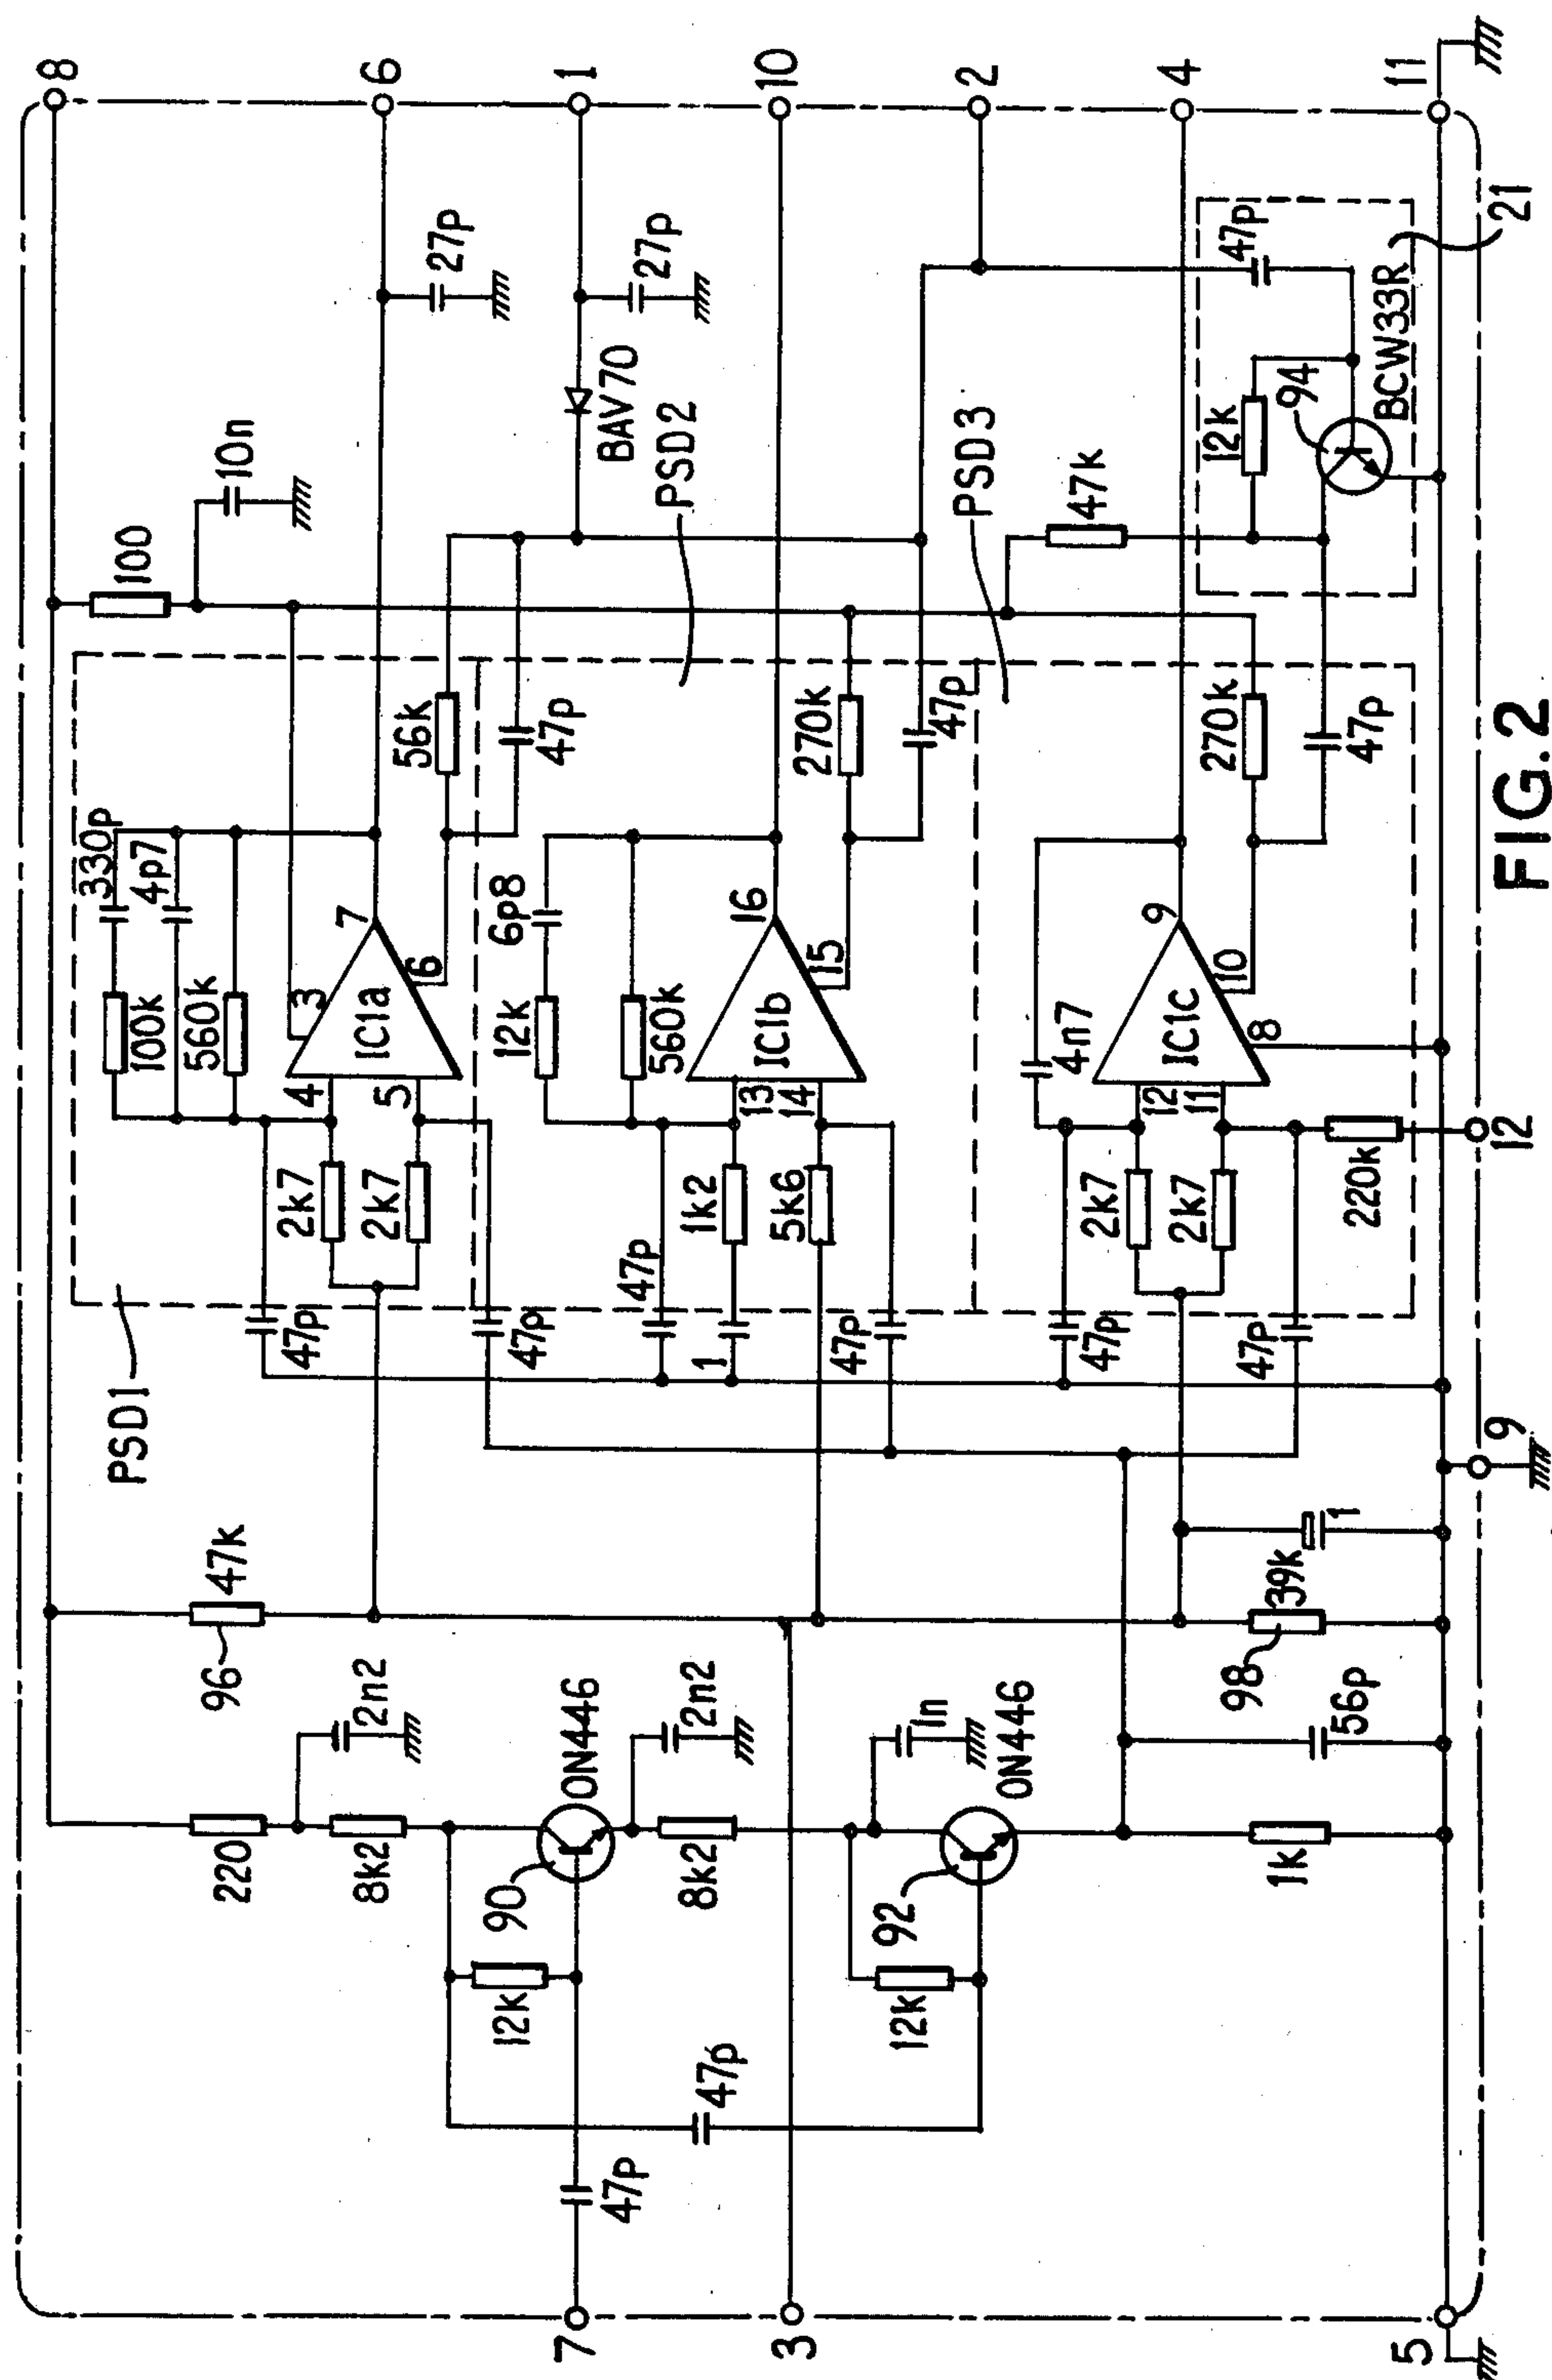 8
6
1
10
2
4
11
27p
27p
10n
BAV70
PSD2
100
PSD3
47k
47p
12k
94
BCW33R
21
330p
4p7
56k
47p
270k
47p
270k
47p
100k
560k
3
7
IC1a
6
4
5
2k7
2k7
6p8
12k
560k
16
IC1b
15
13
14
1k2
5k6
4n7
9
IC1c
10
8
12
11
2k7
2k7
220k
12
PSD1
47p
47p
47p
1
47p
47p
47p
9
47k
96
2n2
ON446
2n2
1n
ON446
98
39k
1
56p
220
8k2
90
8k2
92
1k
12k
12k
47p
47p
7
3
5
FIG.2